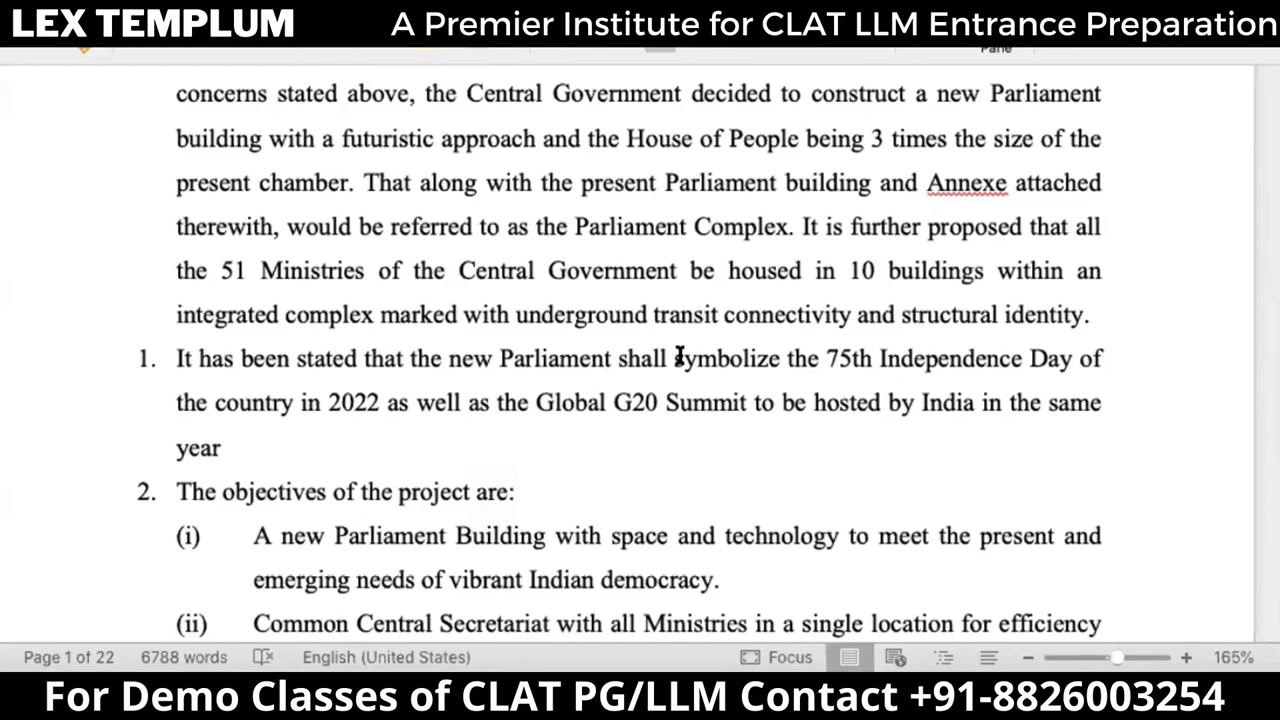 LEX TEMPLUM A Premier Institute for CLAT LLM Entrance Preparation
Pane
concerns stated above, the Central Government decided to construct a new Parliament
building with a futuristic approach and the House of People being 3 times the size of the
present chamber. That along with the present Parliament building and Annexe attached
therewith, would be referred to as the Parliament Complex. It is further proposed that all
the 51 Ministries of the Central Government be housed in 10 buildings within an
integrated complex marked with underground transit connectivity and structural identity.
1. It has been stated that the new Parliament shall symbolize the 75th Independence Day of
the country in 2022 as well as the Global G20 Summit to be hosted by India in the same
year
2. The objectives of the project are:
(i) A new Parliament Building with space and technology to meet the present and
emerging needs of vibrant Indian democracy.
(ii) Common Central Secretariat with all Ministries in a single location for efficiency
Page 1 of 22 6788 words English (United States) Focus 165%
For Demo Classes of CLAT PG/LLM Contact +91-8826003254